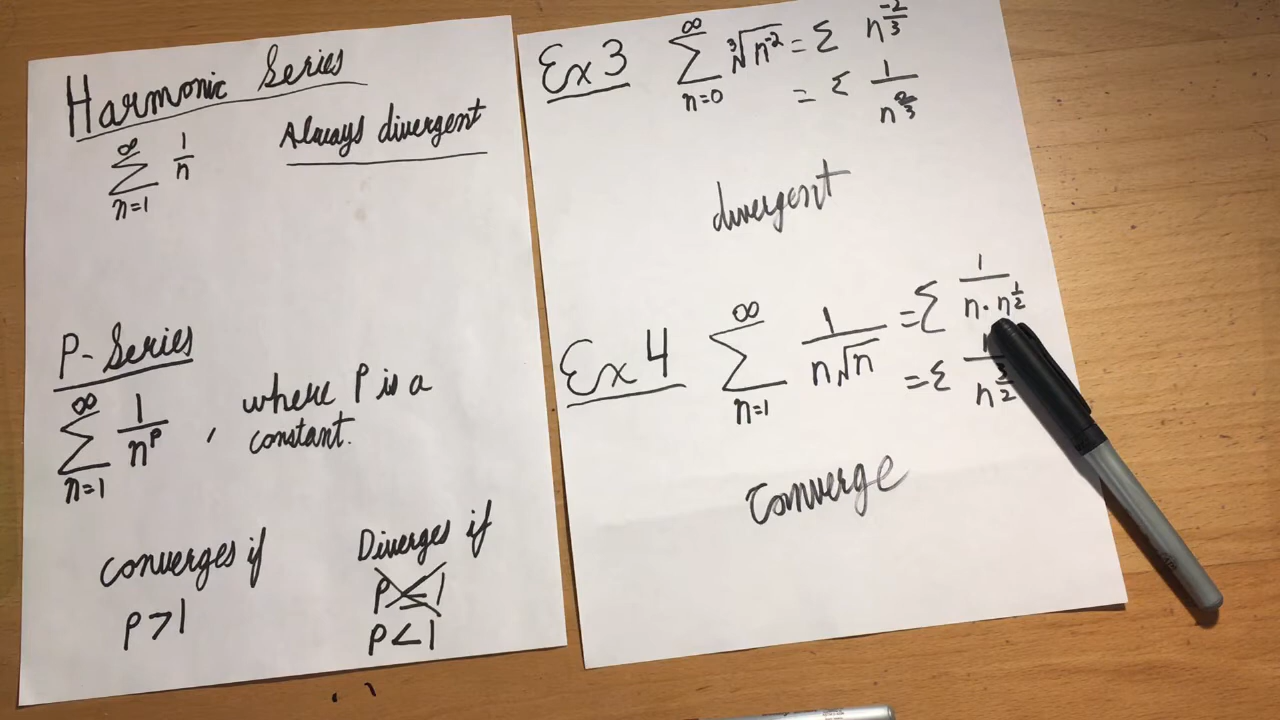 Harmonic Series
∞
∑ 1/n
n=1
Always divergent
P-Series
∞
∑ 1/n^p , where P is a
n=1
constant.
converges if
P>1
Diverges if
P≤1
P<1
Ex 3
∞
∑ ∛n^-2 = ∑ n^-2/3
n=0
= ∑ 1/n^2/3
divergent
Ex 4
∞
∑ 1/n√n = ∑ 1/n·n^1/2
n=1
= ∑ 1/n^3/2
Converge